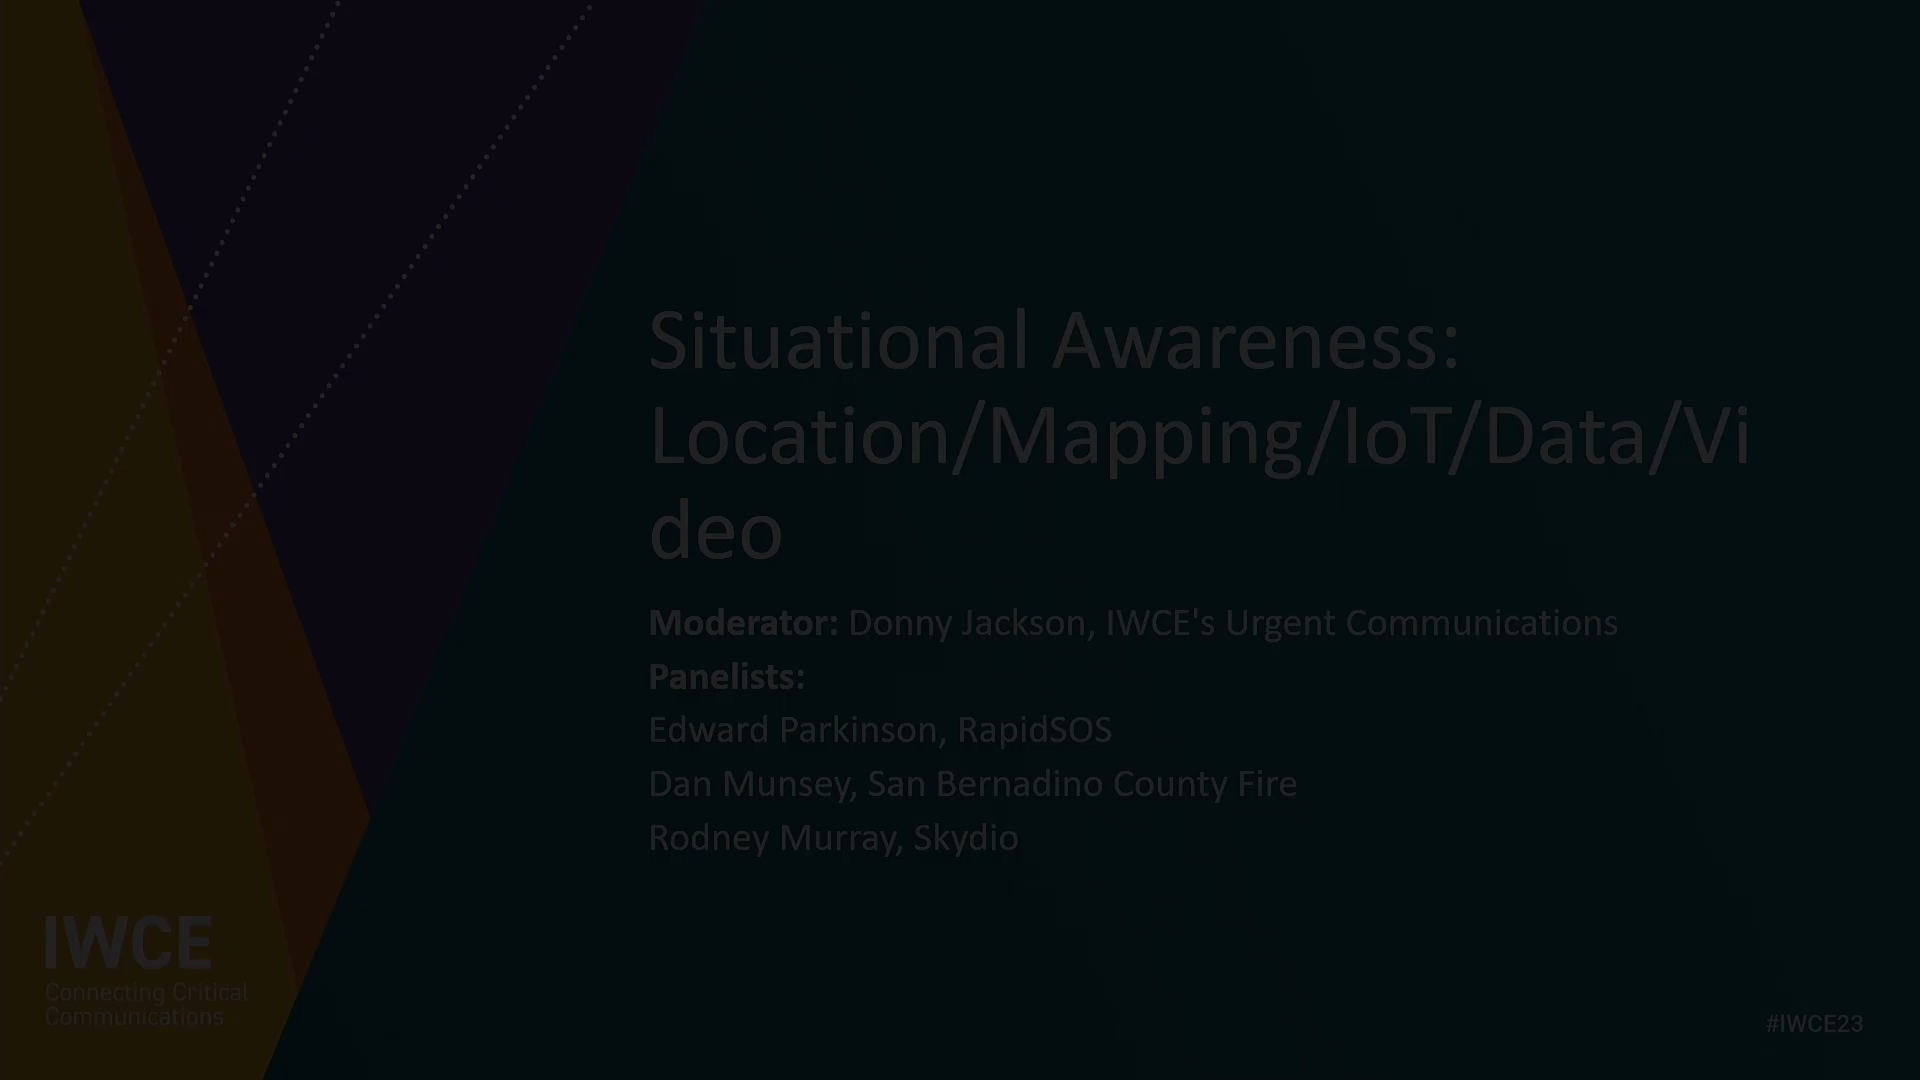 Situational Awareness:
Location/Mapping/IoT/Data/Vi
deo
Moderator: Donny Jackson, IWCE's Urgent Communications
Panelists:
Edward Parkinson, RapidSOS
Dan Munsey, San Bernadino County Fire
Rodney Murray, Skydio
IWCE
Connecting Critical
Communications
#IWCE23